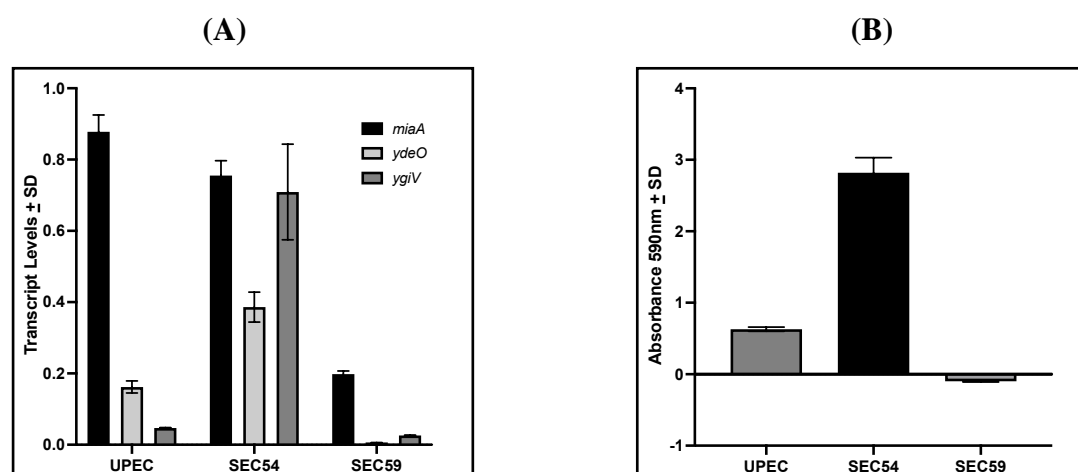 (A)
Transcript Levels ± SD
1.0
0.8
0.6
0.4
0.2
0.0
miaA
ydeO
ygiV
UPEC SEC54 SEC59
(B)
Absorbance 590nm ± SD
4
3
2
1
0
-1
UPEC SEC54 SEC59